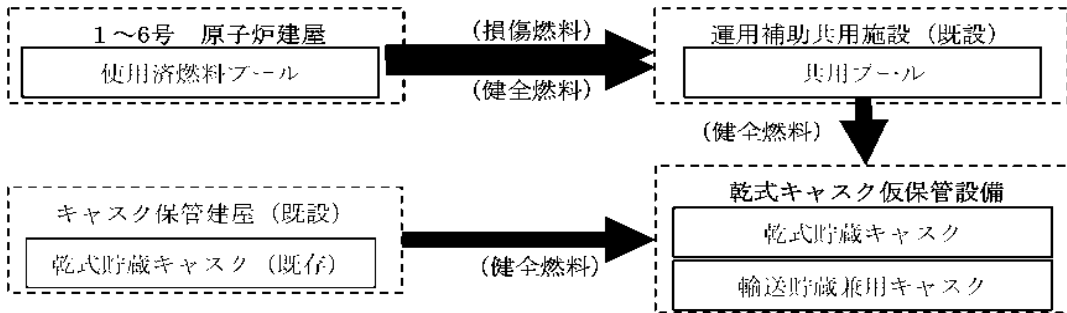 1～6号 原子炉建屋
使用済燃料プール
(損傷燃料)
(健全燃料)
運用補助共用施設（既設）
共用プール
(健全燃料)
キャスク保管建屋（既設）
乾式貯蔵キャスク（既存）
(健全燃料)
乾式キャスク仮保管設備
乾式貯蔵キャスク
輸送貯蔵兼用キャスク